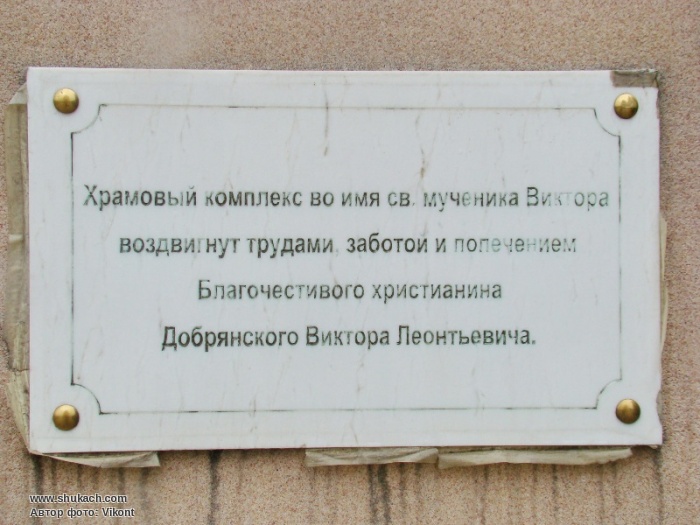 Храмовый комплекс во имя св. мученика Виктора
воздвигнут трудами, заботой и попечением
Благочестивого христианина
Добрянского Виктора Леонтьевича.
www.shukach.com
Автор фото: Vikont